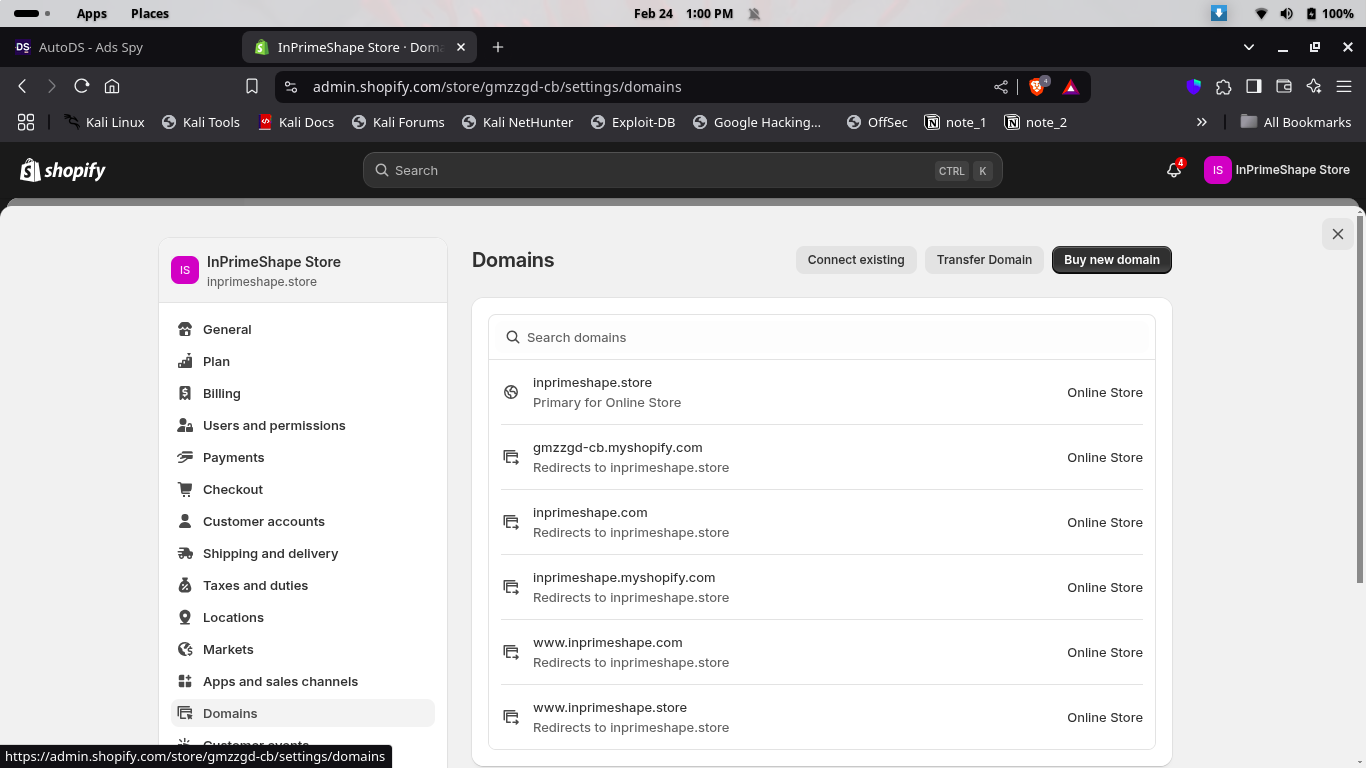 Apps Places Feb 24 1:00 PM 100%
DS AutoDS - Ads Spy InPrimeShape Store · Doma
admin.shopify.com/store/gmzzgd-cb/settings/domains 4
Kali Linux Kali Tools Kali Docs Kali Forums Kali NetHunter Exploit-DB Google Hacking... OffSec note_1 note_2 » All Bookmarks
shopify Search CTRL K 4 IS InPrimeShape Store
IS InPrimeShape Store
inprimeshape.store
General
Plan
Billing
Users and permissions
Payments
Checkout
Customer accounts
Shipping and delivery
Taxes and duties
Locations
Markets
Apps and sales channels
Domains
Customer events
https://admin.shopify.com/store/gmzzgd-cb/settings/domains
Domains Connect existing Transfer Domain Buy new domain
Search domains
inprimeshape.store
Primary for Online Store
Online Store
gmzzgd-cb.myshopify.com
Redirects to inprimeshape.store
Online Store
inprimeshape.com
Redirects to inprimeshape.store
Online Store
inprimeshape.myshopify.com
Redirects to inprimeshape.store
Online Store
www.inprimeshape.com
Redirects to inprimeshape.store
Online Store
www.inprimeshape.store
Redirects to inprimeshape.store
Online Store